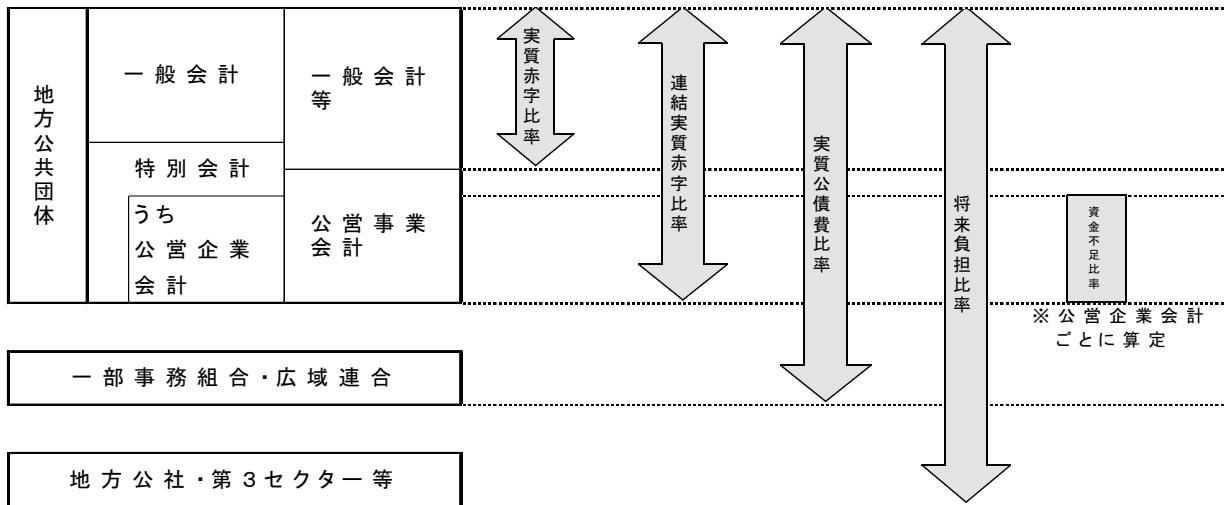 地方公共団体
一般会計
特別会計
うち
公営企業
会計
一般会計
等
公営事業
会計
実質赤字比率
連結実質赤字比率
実質公債費比率
将来負担比率
資金不足比率
※公営企業会計
ごとに算定
一部事務組合・広域連合
地方公社・第3セクター等